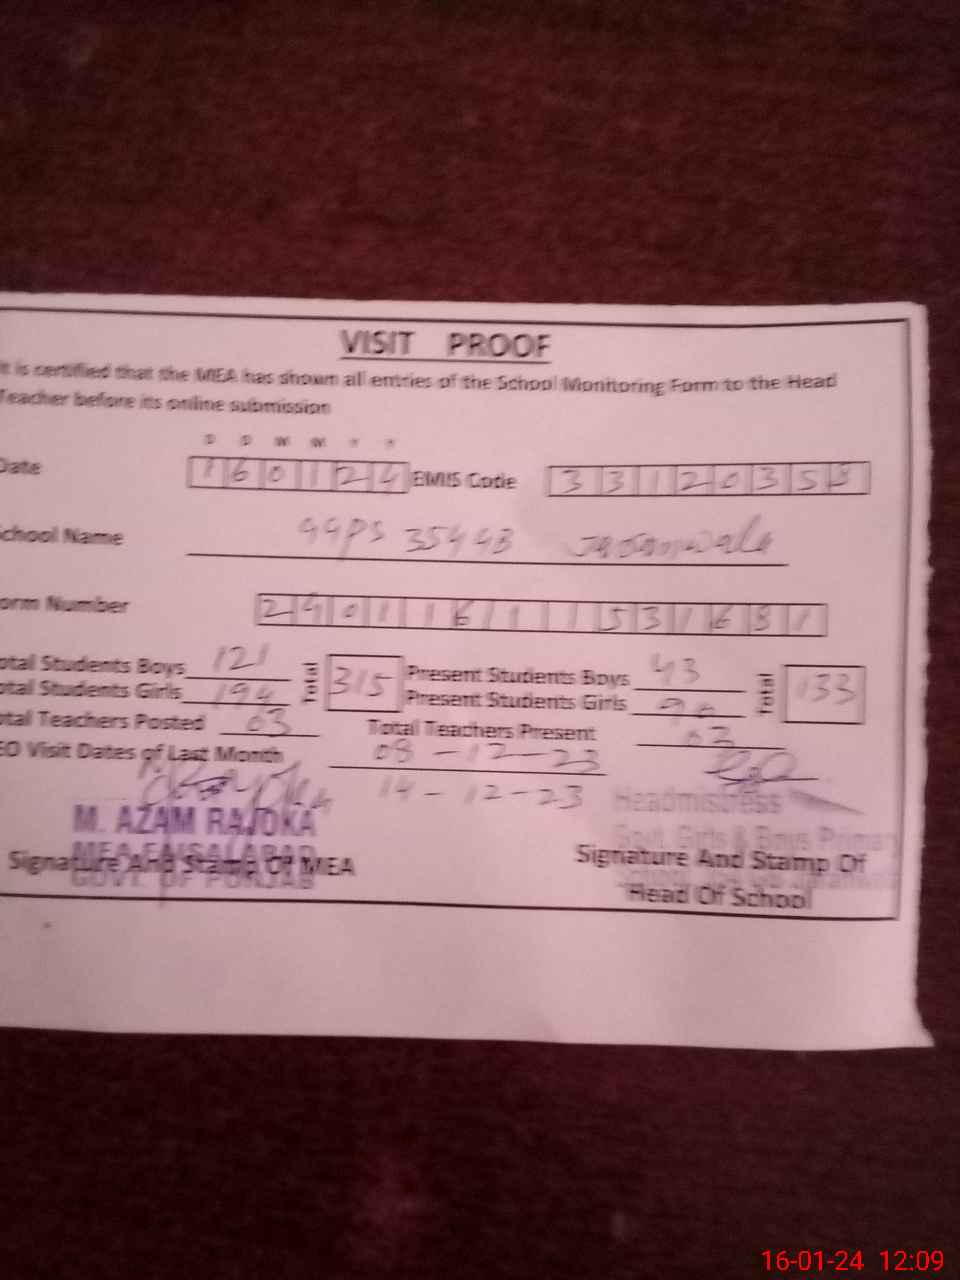 VISIT PROOF
It is certified that the MEA has shown all entries of the School Monitoring Form to the Head
Teacher before its online submission
D D M M Y Y
Date 160124 EMIS Code 33120358
School Name GGPS 354 GB
Form Number 240116111531681
Total Students Boys 121 Total 315 Present Students Boys 43 Total 133
Total Students Girls 194 Present Students Girls 90
Total Teachers Posted 03 Total Teachers Present 03
Visit Dates of Last Month 08-12-23
14-12-23
M. AZAM RAJOKA
MEA FAISALABAD
GOVT. OF PUNJAB
Signature And Stamp Of MEA
Headmistress
Govt. Girls
Signature And Stamp Of
Head Of School
16-01-24 12:09